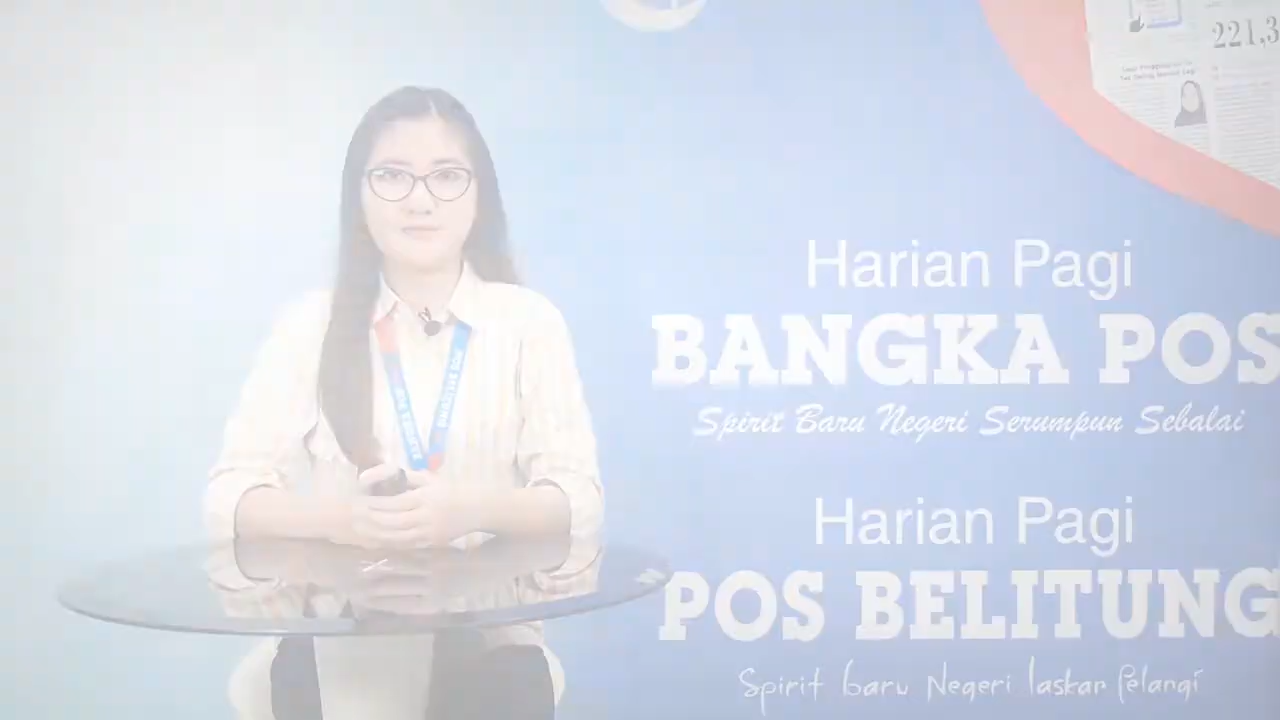 221,3
Harian Pagi
BANGKA POS
Spirit Baru Negeri Serumpun Sebalai
Harian Pagi
POS BELITUNG
Spirit baru Negeri laskar Pelangi